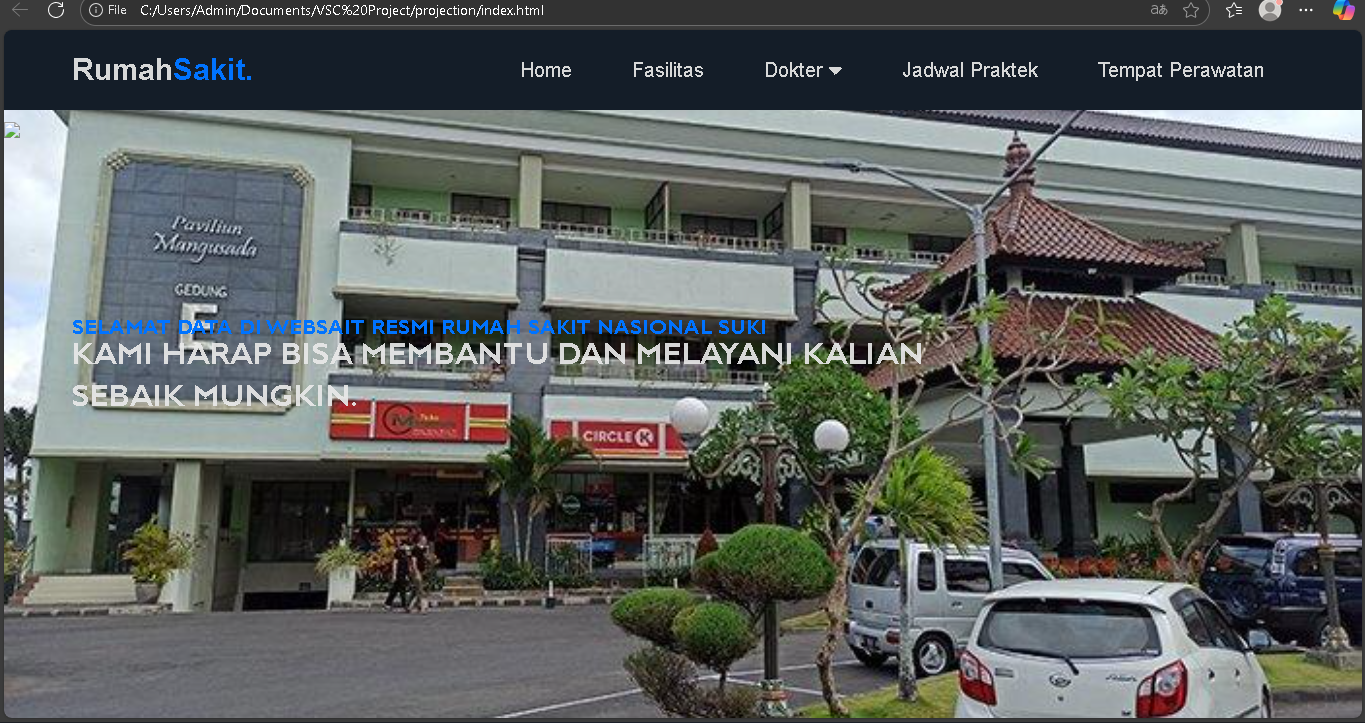 File C:/Users/Admin/Documents/VSC%20Project/projection/index.html
RumahSakit.
Home Fasilitas Dokter Jadwal Praktek Tempat Perawatan
Paviliun
Mangusada
GEDUNG
E
SELAMAT DATA DI WEBSAIT RESMI RUMAH SAKIT NASIONAL SUKI
KAMI HARAP BISA MEMBANTU DAN MELAYANI KALIAN
SEBAIK MUNGKIN.
CIRCLE K